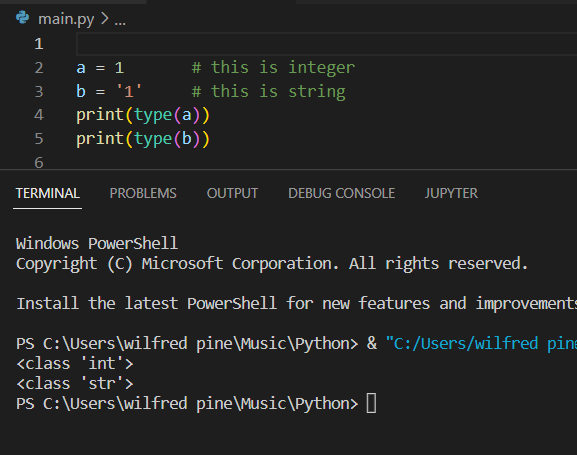 main.py > ...
1
2 a = 1 # this is integer
3 b = '1' # this is string
4 print(type(a))
5 print(type(b))
6
TERMINAL PROBLEMS OUTPUT DEBUG CONSOLE JUPYTER
Windows PowerShell
Copyright (C) Microsoft Corporation. All rights reserved.
Install the latest PowerShell for new features and improvements
PS C:\Users\wilfred pine\Music\Python> & "C:/Users/wilfred pine
<class 'int'>
<class 'str'>
PS C:\Users\wilfred pine\Music\Python>